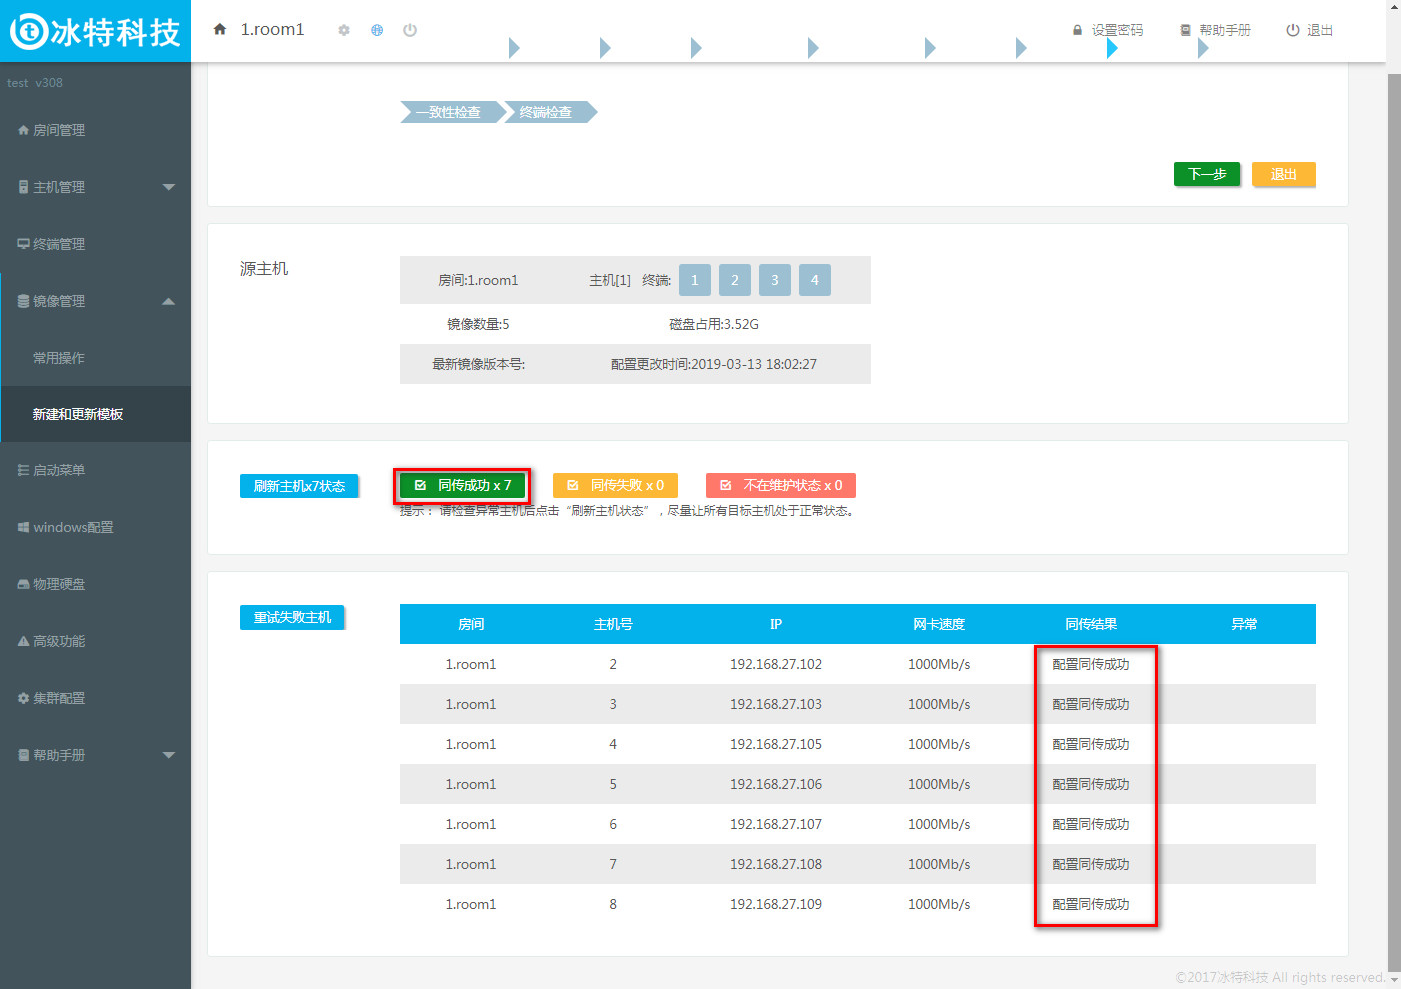 冰特科技
1.room1
设置密码
帮助手册
退出
test v308
房间管理
主机管理
终端管理
镜像管理
常用操作
新建和更新模板
启动菜单
windows配置
物理硬盘
高级功能
集群配置
帮助手册
一致性检查 终端检查
下一步 退出
源主机
房间:1.room1 主机[1] 终端: 1 2 3 4
镜像数量:5 磁盘占用:3.52G
最新镜像版本号: 配置更改时间:2019-03-13 18:02:27
刷新主机x7状态 同传成功 x 7 同传失败 x 0 不在维护状态 x 0
提示： 请检查异常主机后点击“刷新主机状态”，尽量让所有目标主机处于正常状态。
重试失败主机
房间 主机号 IP 网卡速度 同传结果 异常
1.room1 2 192.168.27.102 1000Mb/s 配置同传成功
1.room1 3 192.168.27.103 1000Mb/s 配置同传成功
1.room1 4 192.168.27.105 1000Mb/s 配置同传成功
1.room1 5 192.168.27.106 1000Mb/s 配置同传成功
1.room1 6 192.168.27.107 1000Mb/s 配置同传成功
1.room1 7 192.168.27.108 1000Mb/s 配置同传成功
1.room1 8 192.168.27.109 1000Mb/s 配置同传成功
©2017冰特科技 All rights reserved.